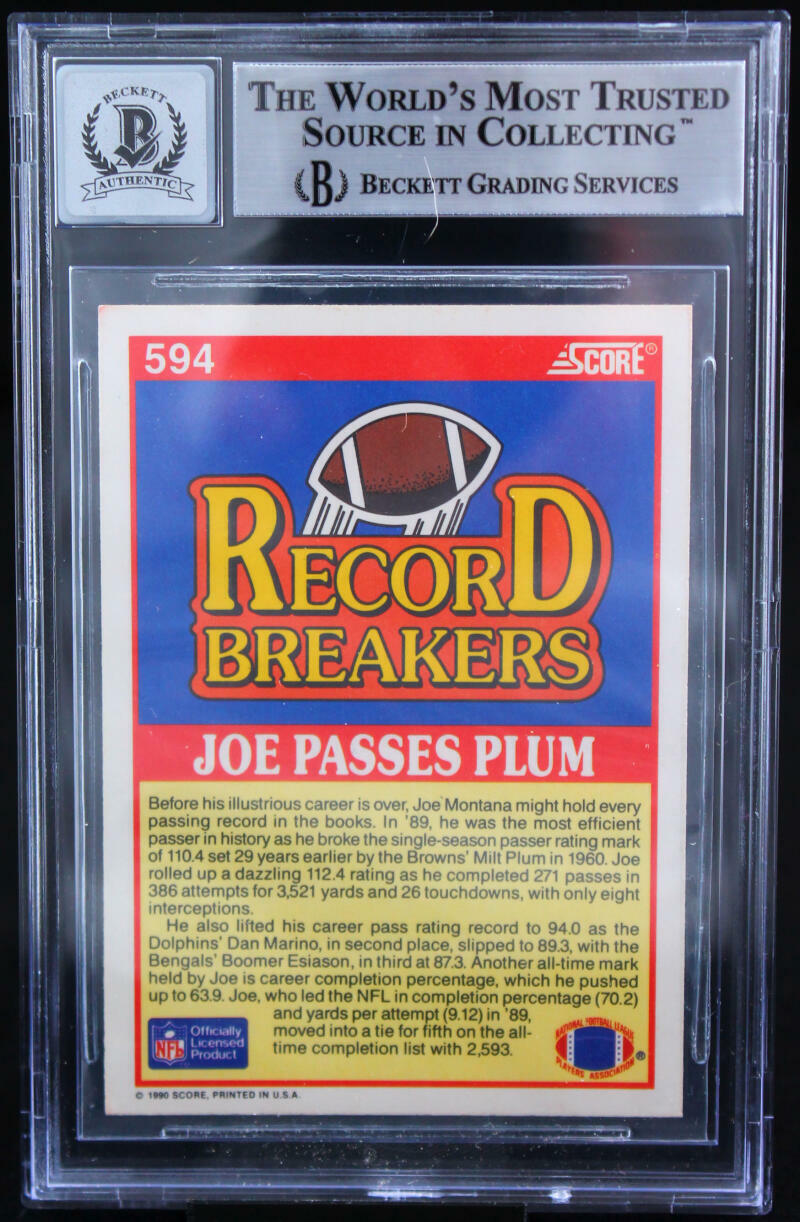 BECKETT
B
AUTHENTIC
THE WORLD'S MOST TRUSTED
SOURCE IN COLLECTING™
B BECKETT GRADING SERVICES
594
SCORE®
RECORD
BREAKERS
JOE PASSES PLUM
Before his illustrious career is over, Joe Montana might hold every
passing record in the books. In '89, he was the most efficient
passer in history as he broke the single-season passer rating mark
of 110.4 set 29 years earlier by the Browns' Milt Plum in 1960. Joe
rolled up a dazzling 112.4 rating as he completed 271 passes in
386 attempts for 3,521 yards and 26 touchdowns, with only eight
interceptions.
He also lifted his career pass rating record to 94.0 as the
Dolphins' Dan Marino, in second place, slipped to 89.3, with the
Bengals' Boomer Esiason, in third at 87.3. Another all-time mark
held by Joe is career completion percentage, which he pushed
up to 63.9. Joe, who led the NFL in completion percentage (70.2)
and yards per attempt (9.12) in '89,
moved into a tie for fifth on the all-
time completion list with 2,593.
NFL
Officially
Licensed
Product
NATIONAL FOOTBALL LEAGUE
PLAYERS ASSOCIATION ®
© 1990 SCORE, PRINTED IN U.S.A.